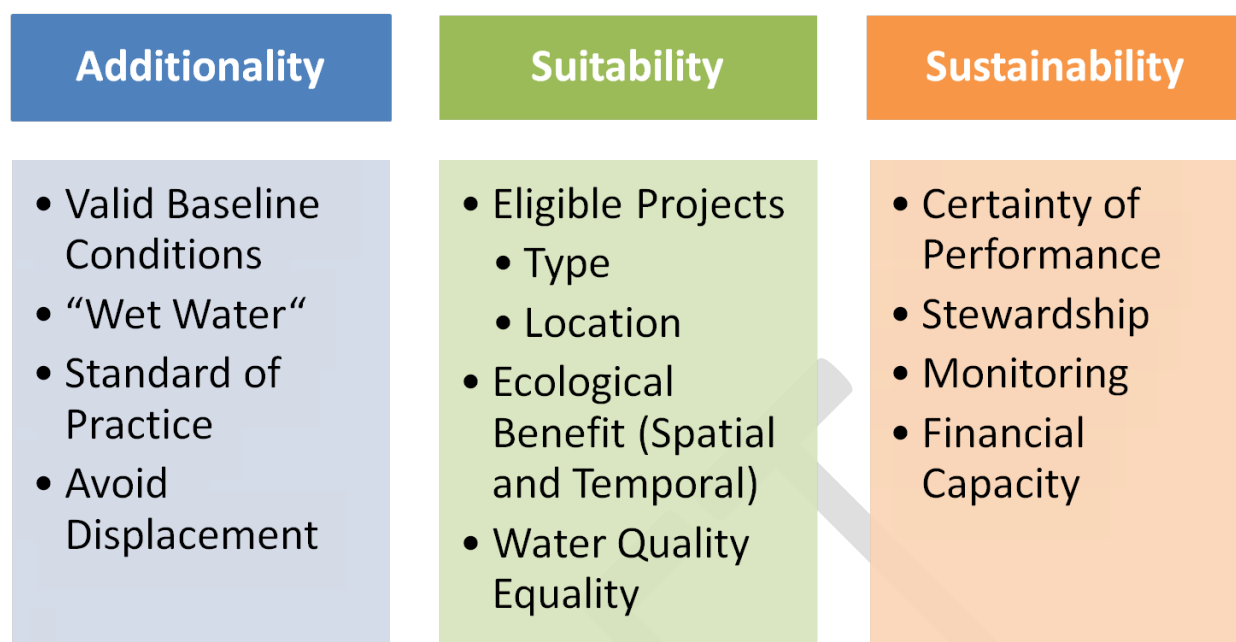 Additionality
• Valid Baseline
Conditions
• “Wet Water“
• Standard of
Practice
• Avoid
Displacement
Suitability
• Eligible Projects
• Type
• Location
• Ecological
Benefit (Spatial
and Temporal)
• Water Quality
Equality
Sustainability
• Certainty of
Performance
• Stewardship
• Monitoring
• Financial
Capacity